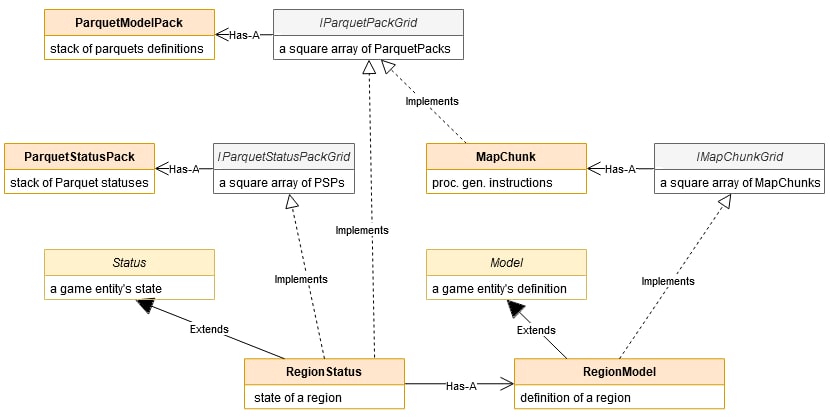 ParquetModelPack
stack of parquets definitions
Has-A
IParquetPackGrid
a square array of ParquetPacks
Implements
ParquetStatusPack
stack of Parquet statuses
Has-A
IParquetStatusPackGrid
a square array of PSPs
MapChunk
proc. gen. instructions
Has-A
IMapChunkGrid
a square array of MapChunks
Implements
Status
a game entity's state
Model
a game entity's definition
Implements
Implements
Extends
Extends
RegionStatus
state of a region
Has-A
RegionModel
definition of a region